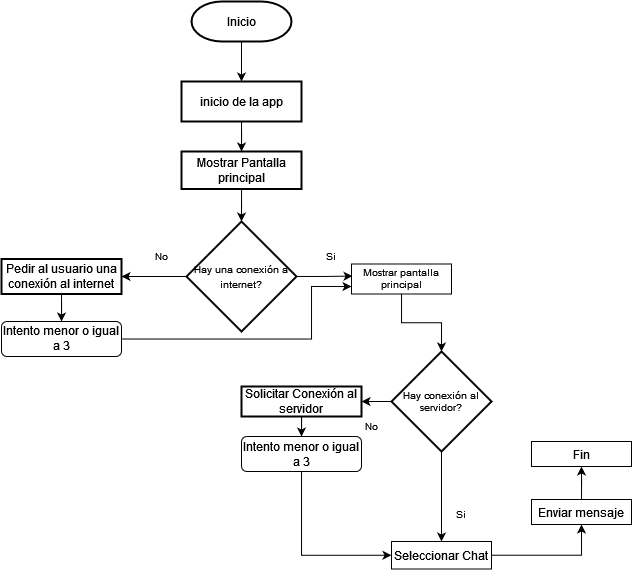 Inicio
inicio de la app
Mostrar Pantalla
principal
No
Si
Hay una conexión a
internet?
Pedir al usuario una
conexión al internet
Mostrar pantalla
principal
Intento menor o igual
a 3
Hay conexión al
servidor?
Solicitar Conexión al
servidor
No
Intento menor o igual
a 3
Si
Fin
Enviar mensaje
Seleccionar Chat